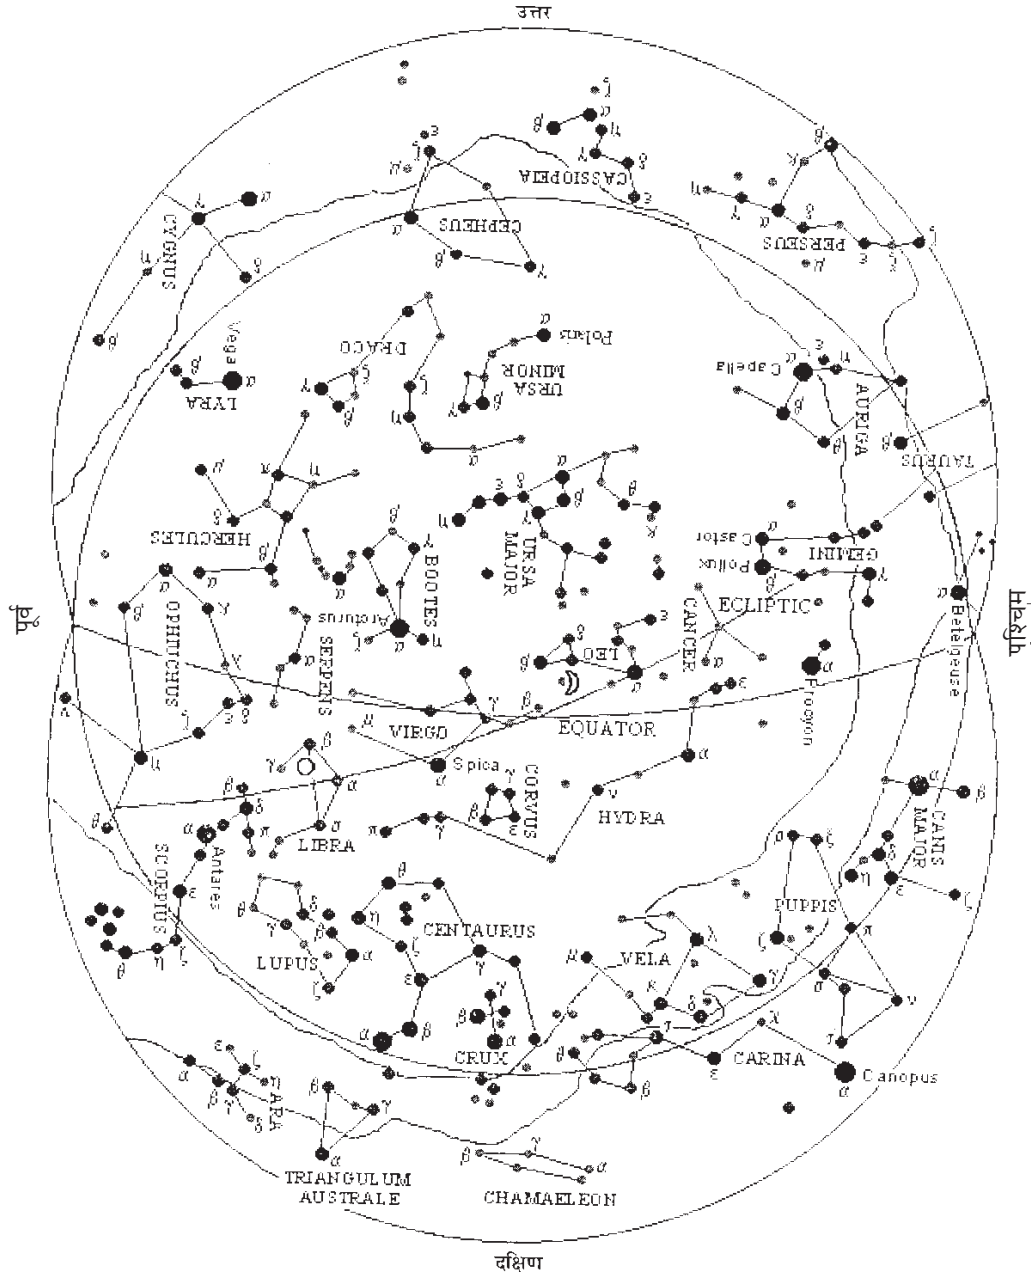 उत्तर
ζ
α
β
η
γ
δ
CASSIOPEIA
ε
ε
ζ
μ
CEPHEUS
α
β
γ
β
κ
η
γ
α
δ
PERSEUS
ε
ξ
ζ
μ
γ
α
CYGNUS
η
δ
β
Vega
β
α
LYRA
DRACO
γ
ξ
β
ζ
η
α
α
Polaris
URSA
MINOR
γ
β
ε
η
α
Capella
β
θ
AURIGA
β
TAURUS
μ
π
η
δ
HERCULES
β
α
β
γ
BOOTES
Arcturus
ζ
α
η
α
δ
ε
β
γ
η
URSA
MAJOR
θ
κ
α
Castor
Pollux
β
GEMINI
γ
ECLIPTIC
α
Betelgeuse
पूर्व
पश्चिम
α
β
κ
OPHIUCHUS
λ
ν
ζ
ε
δ
η
θ
SERPENS
α
δ
ε
β
LEO
α
CANCER
α
α
Procyon
ε
VIRGO
γ
β
μ
EQUATOR
Spica
α
α
HYDRA
ν
π
γ
CORVUS
γ
β
ε
β
γ
α
σ
LIBRA
β
δ
α
π
Antares
SCORPIUS
ε
ζ
η
θ
α
β
CANIS
MAJOR
δ
η
ε
ζ
σ
ζ
PUPPIS
ζ
π
σ
ν
τ
θ
δ
β
α
LUPUS
ζ
θ
η
CENTAURUS
ζ
γ
ε
α
β
γ
β
α
CRUX
μ
VELA
λ
κ
δ
γ
χ
CARINA
ε
θ
β
Canopus
α
ε
ζ
α
η
β
γ
δ
ARA
β
γ
α
TRIANGULUM
AUSTRALE
γ
β
α
CHAMAELEON
दक्षिण